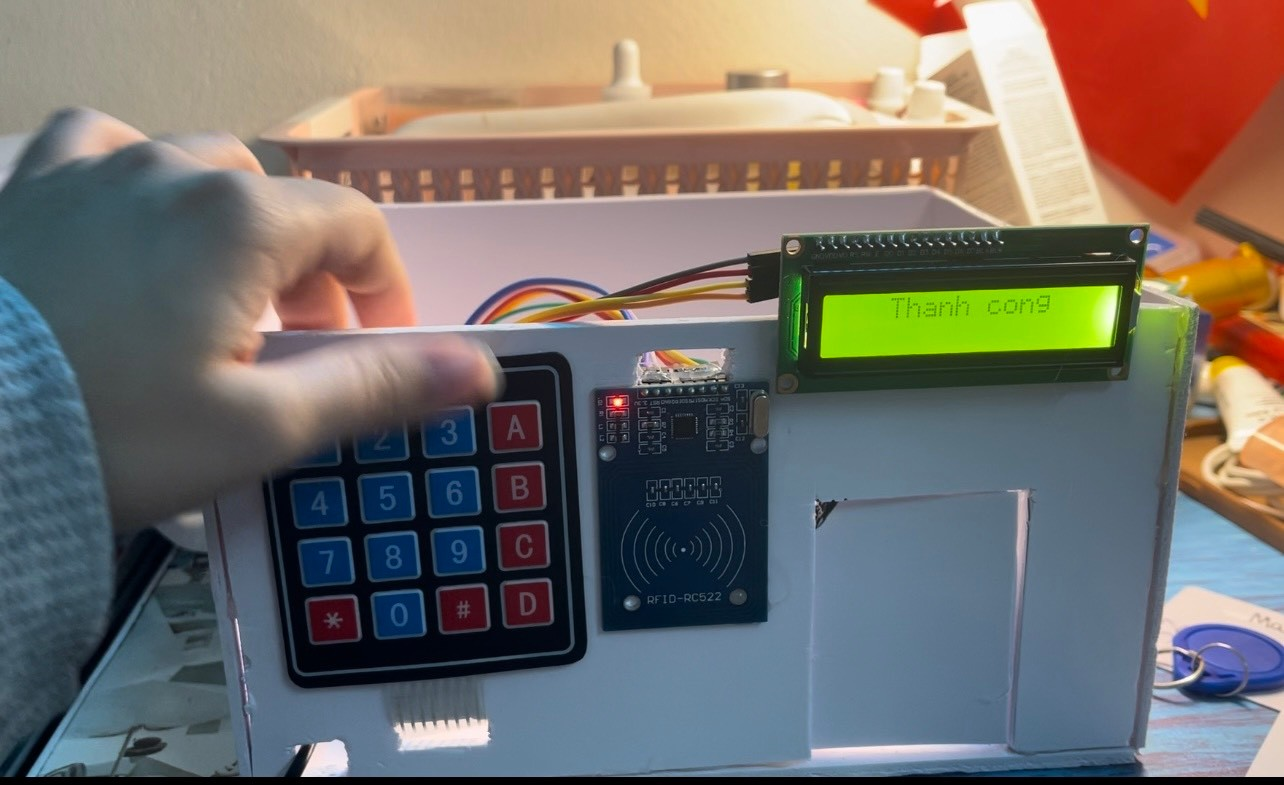 Thanh cong
2 3 A
4 5 6 B
7 8 9 C
* 0 # D
RFID-RC522